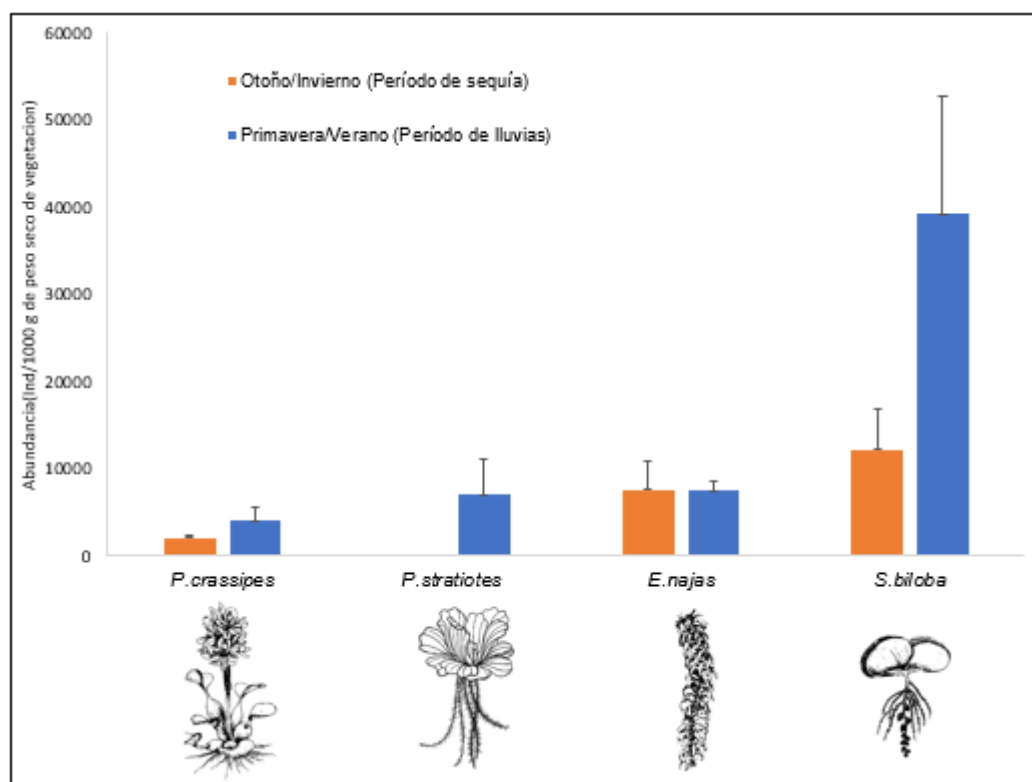 60000
50000
40000
30000
20000
10000
0
Abundancia(Ind/1000 g de peso seco de vegetacion)
Otoño/Invierno (Período de sequía)
Primavera/Verano (Período de lluvias)
P.crassipes P.stratiotes E.najas S.biloba